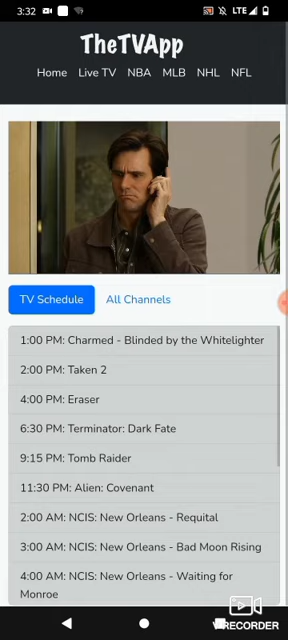 3:32
LTE
TheTVApp
Home Live TV NBA MLB NHL NFL
TV Schedule All Channels
1:00 PM: Charmed - Blinded by the Whitelighter
2:00 PM: Taken 2
4:00 PM: Eraser
6:30 PM: Terminator: Dark Fate
9:15 PM: Tomb Raider
11:30 PM: Alien: Covenant
2:00 AM: NCIS: New Orleans - Requital
3:00 AM: NCIS: New Orleans - Bad Moon Rising
4:00 AM: NCIS: New Orleans - Waiting for
Monroe
RECORDER